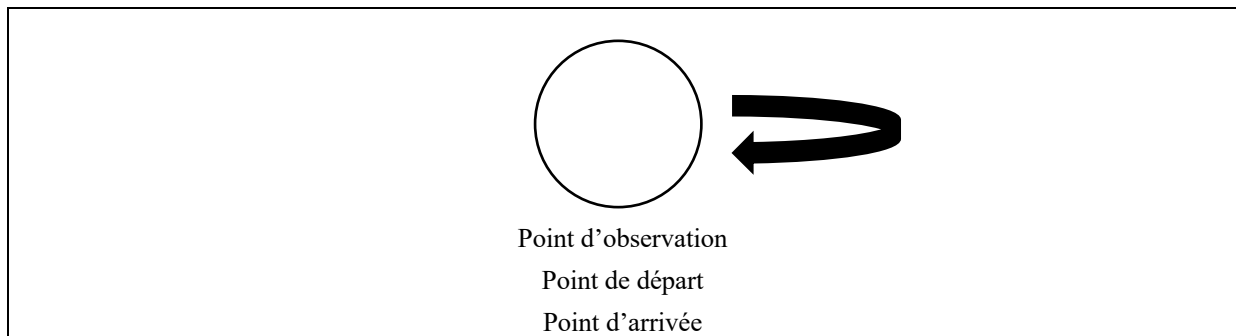 Point d’observation
Point de départ
Point d’arrivée